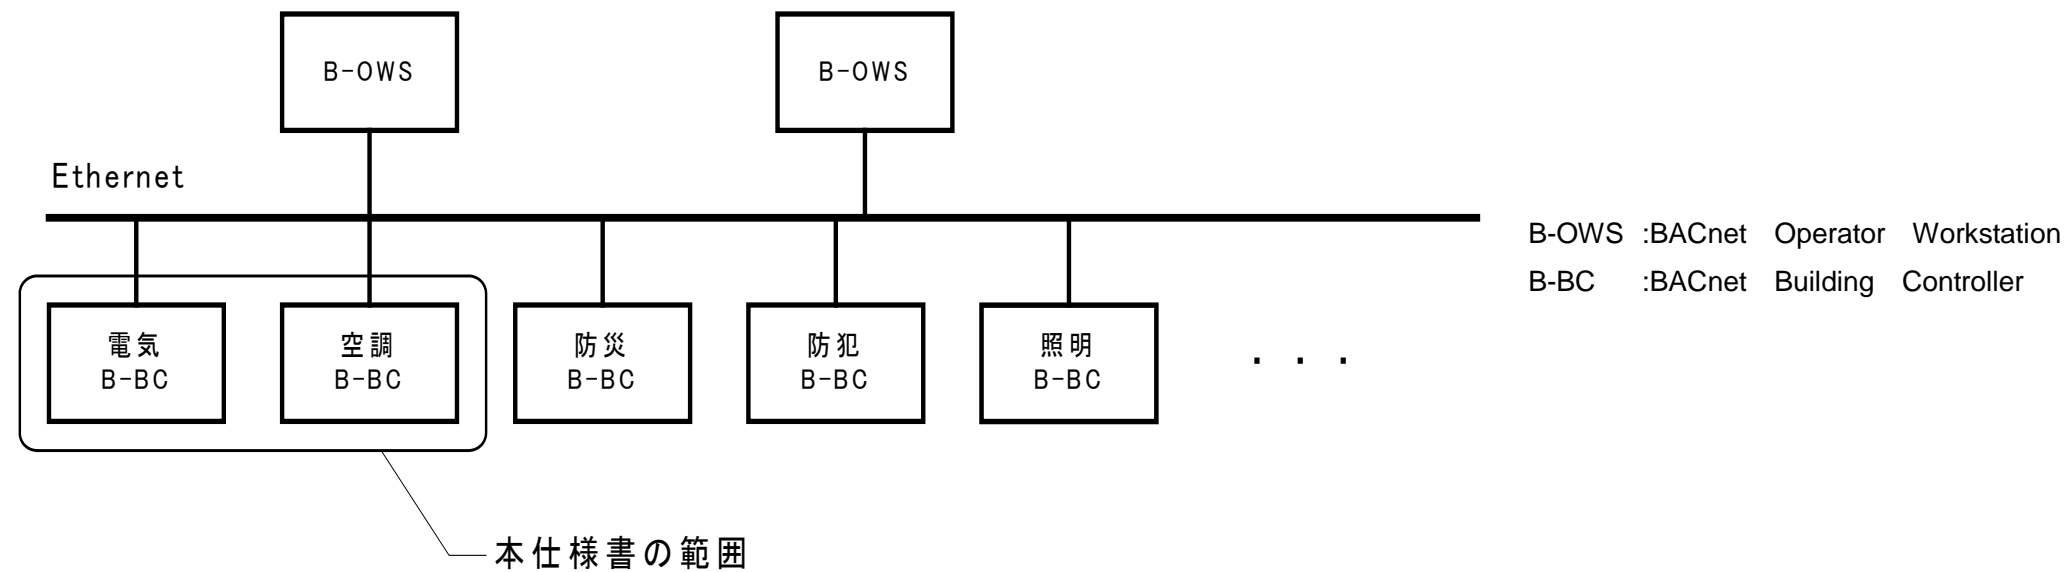 B-OWS
B-OWS
Ethernet
B-OWS :BACnet Operator Workstation
B-BC :BACnet Building Controller
電気
B-BC
空調
B-BC
防災
B-BC
防犯
B-BC
照明
B-BC
・・・
本仕様書の範囲